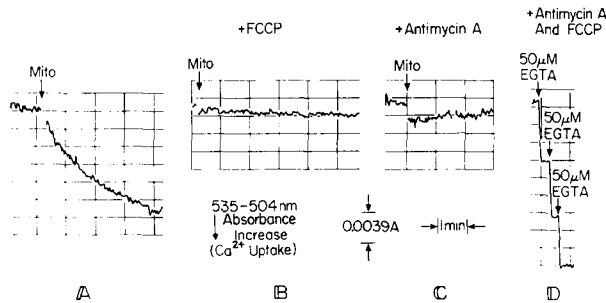 +FCCP
+Antimycin A
+Antimycin A
And FCCP
Mito
Mito
Mito
50μM
EGTA
50μM
EGTA
50μM
EGTA
535-504nm
Absorbance
Increase
(Ca²⁺ Uptake)
0.0039A
1min
A
B
C
D